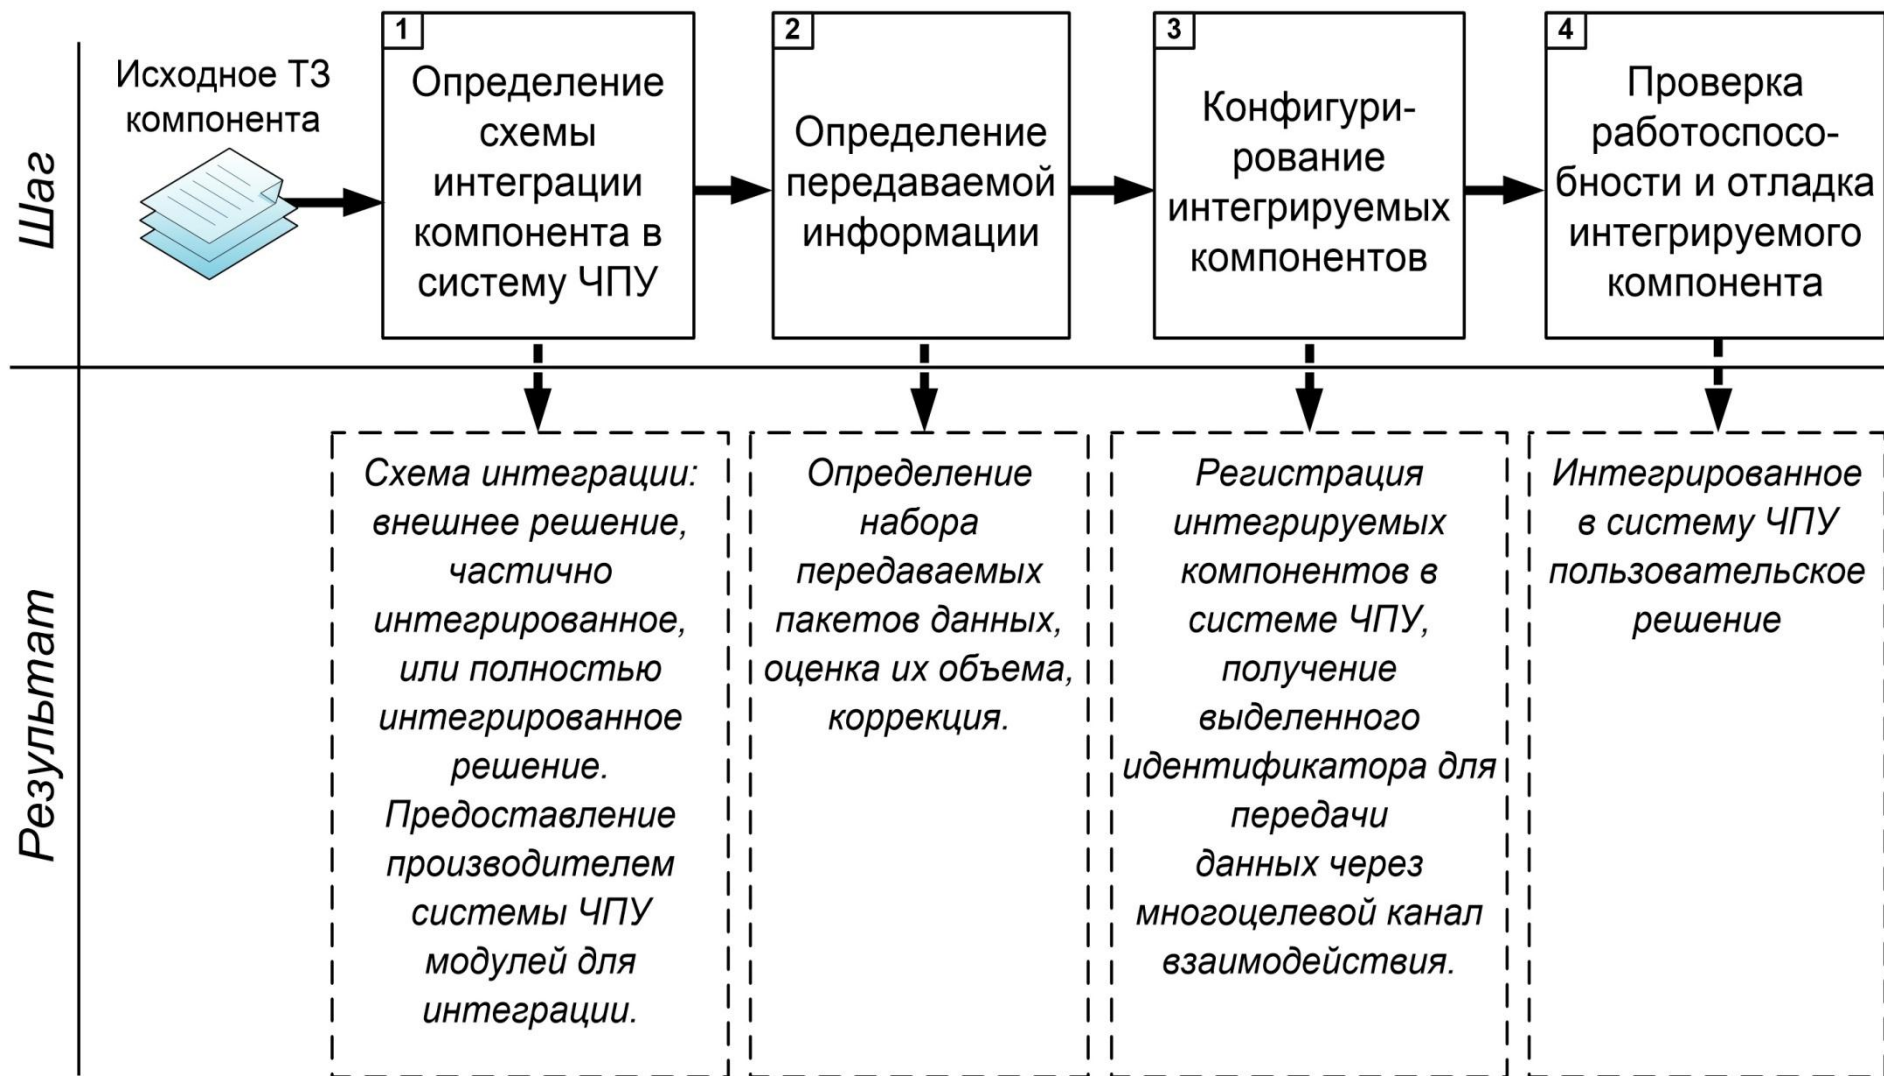 Шаг
Исходное ТЗ
компонента
1
Определение
схемы
интеграции
компонента в
систему ЧПУ
2
Определение
передаваемой
информации
3
Конфигури-
рование
интегрируемых
компонентов
4
Проверка
работоспосо-
бности и отладка
интегрируемого
компонента
Результат
Схема интеграции:
внешнее решение,
частично
интегрированное,
или полностью
интегрированное
решение.
Предоставление
производителем
системы ЧПУ
модулей для
интеграции.
Определение
набора
передаваемых
пакетов данных,
оценка их объема,
коррекция.
Регистрация
интегрируемых
компонентов в
системе ЧПУ,
получение
выделенного
идентификатора для
передачи
данных через
многоцелевой канал
взаимодействия.
Интегрированное
в систему ЧПУ
пользовательское
решение